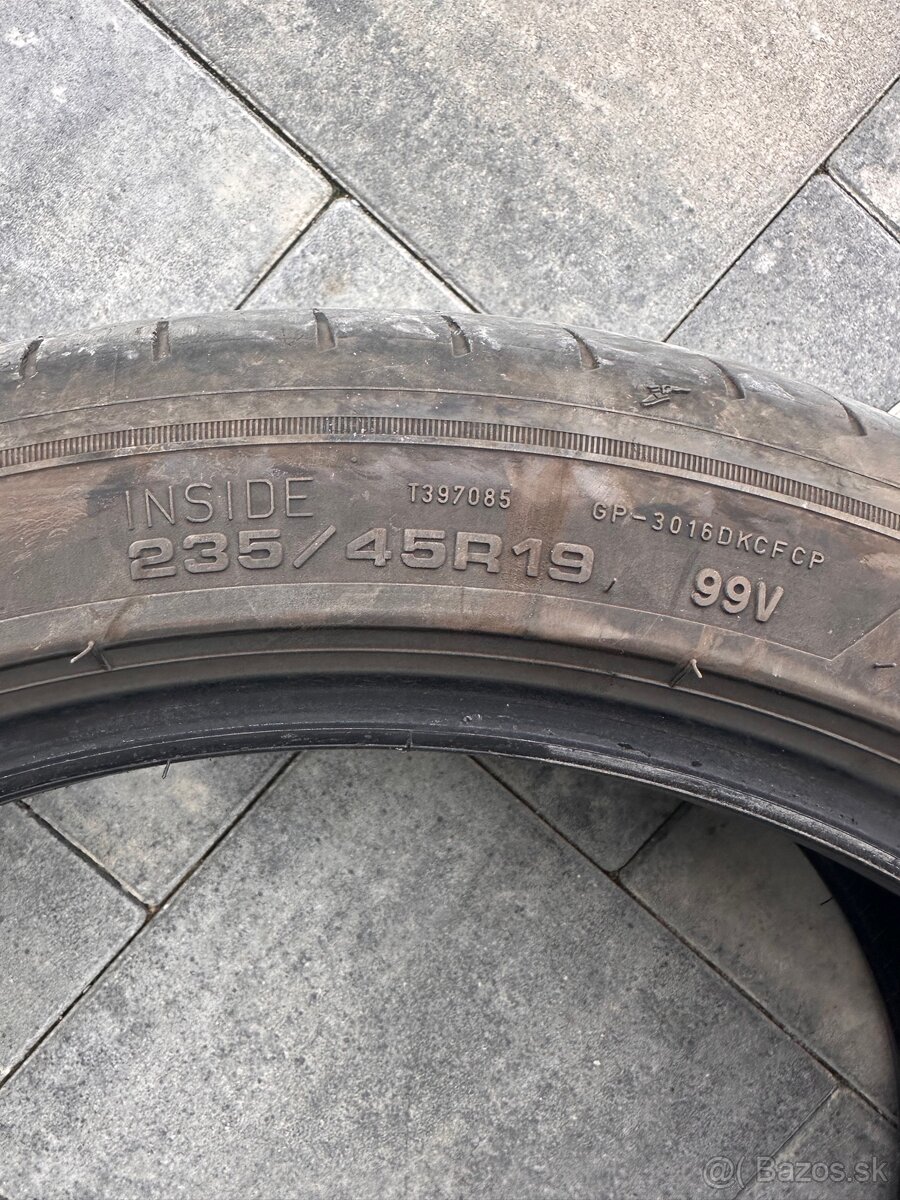 INSIDE T397085 GP-3016DKCFCP
235/45R19 99V
@( Bazos.sk